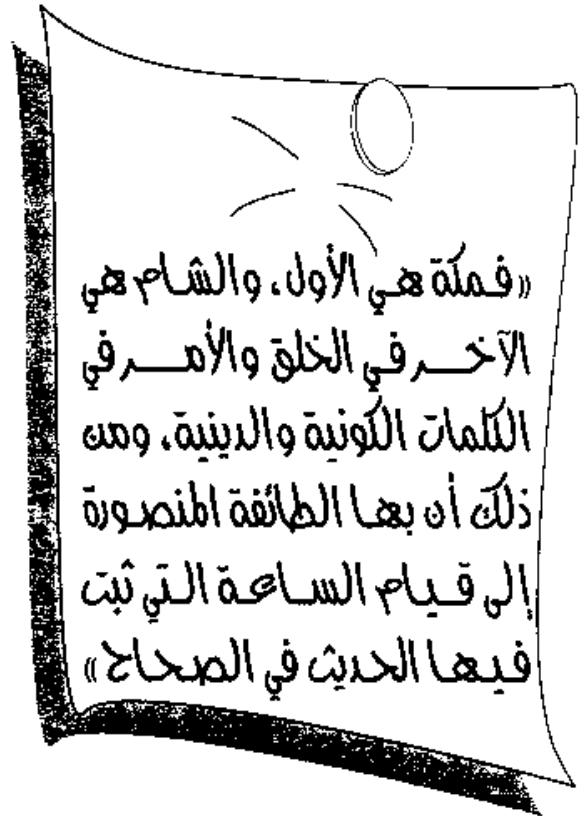 «فمكة هي الأول، والشام هي
الآخر في الخلق والأمر في
الكلمات الكونية والدينية، ومن
ذلك أن بها الطائفة المنصورة
إلى قيام الساعة التي ثبت
فيها الحديث في الصحاح»